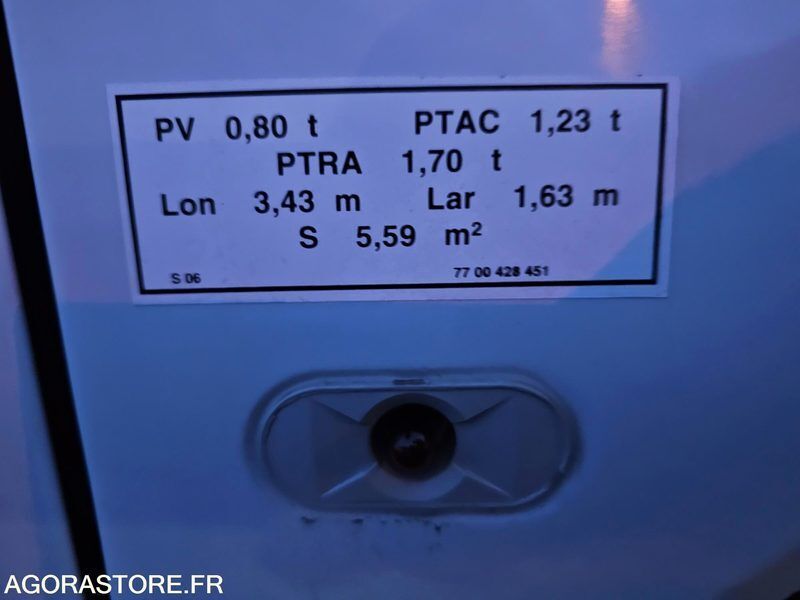 PV 0,80 t PTAC 1,23 t
PTRA 1,70 t
Lon 3,43 m Lar 1,63 m
S 5,59 m²
S 06 77 00 428 451
AGORASTORE.FR